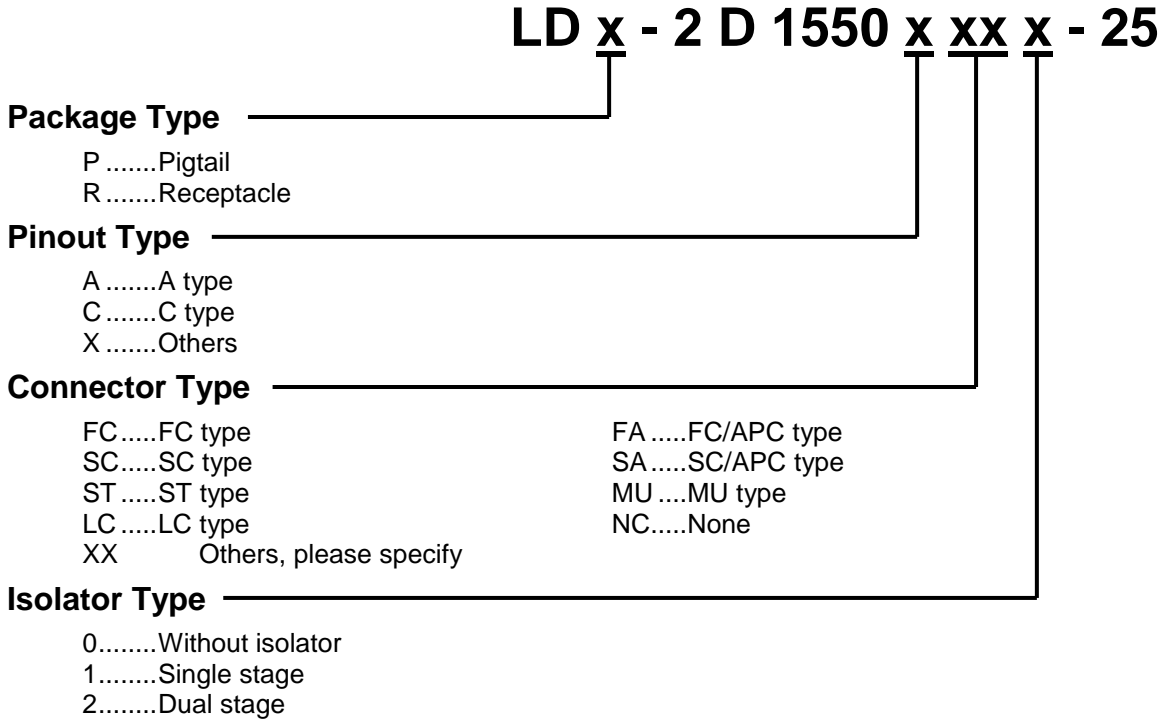 LD x - 2 D 1550 x xx x - 25
Package Type
P .......Pigtail
R .......Receptacle
Pinout Type
A .......A type
C .......C type
X .......Others
Connector Type
FC .....FC type
FA .....FC/APC type
SC .....SC type
SA .....SC/APC type
ST .....ST type
MU ....MU type
LC .....LC type
NC.....None
XX Others, please specify
Isolator Type
0........Without isolator
1........Single stage
2........Dual stage